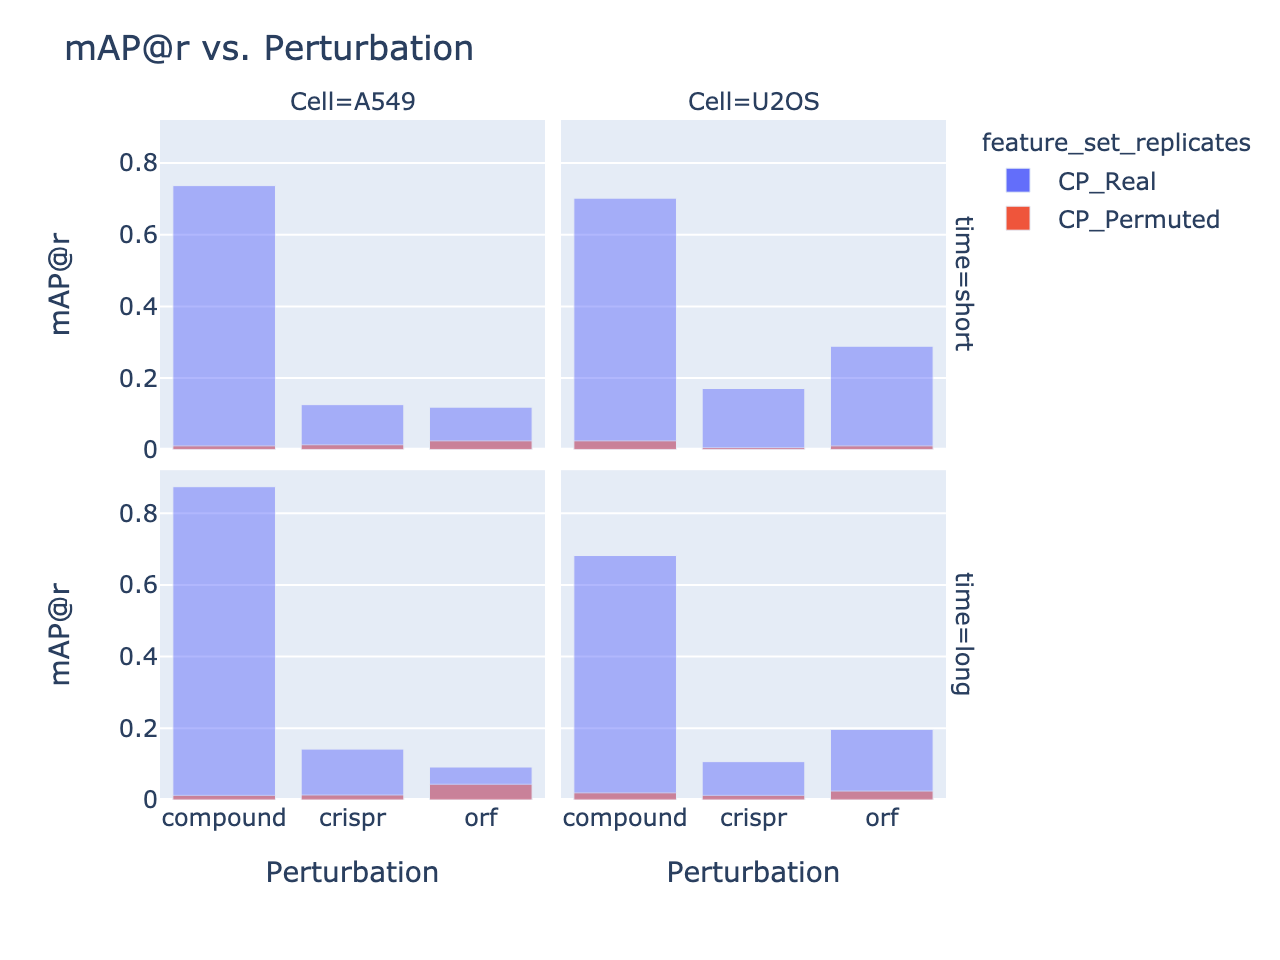 mAP@r vs. Perturbation
Cell=A549
Cell=U2OS
feature_set_replicates
CP_Real
CP_Permuted
mAP@r
0.8
0.6
0.4
0.2
0
time=short
mAP@r
0.8
0.6
0.4
0.2
0
time=long
compound crispr orf
compound crispr orf
Perturbation
Perturbation